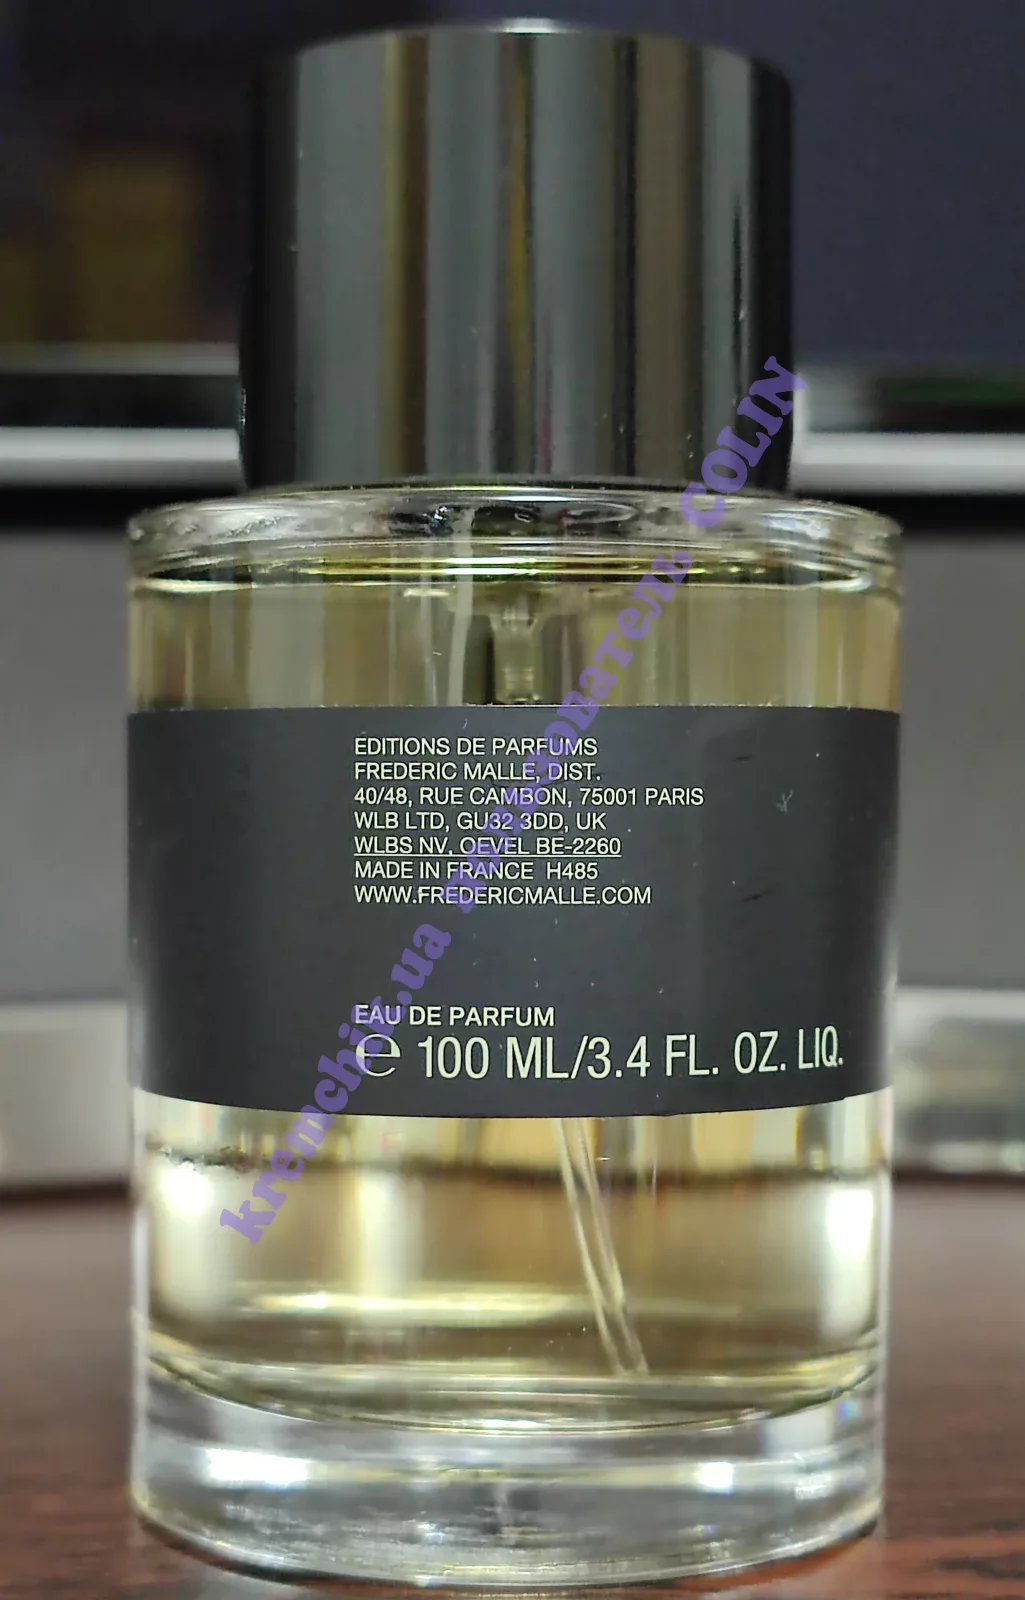 EDITIONS DE PARFUMS
FREDERIC MALLE, DIST.
40/48, RUE CAMBON, 75001 PARIS
WLB LTD, GU32 3DD, UK
WLBS NV, OEVEL BE-2260
MADE IN FRANCE H485
WWW.FREDERICMALLE.COM
EAU DE PARFUM
℮ 100 ML/3.4 FL. OZ. LIQ.
kremchik.ua пользователь COLIN